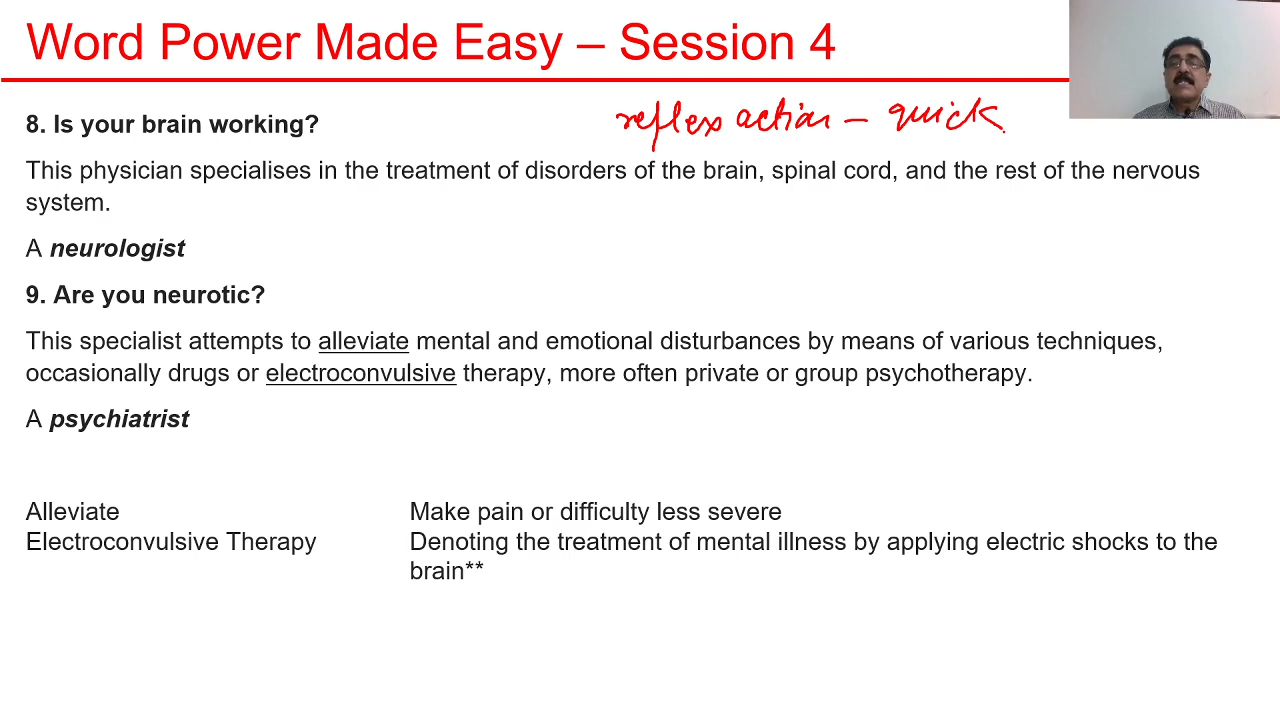 Word Power Made Easy – Session 4
8. Is your brain working?
reflex action – quick
This physician specialises in the treatment of disorders of the brain, spinal cord, and the rest of the nervous
system.
A neurologist
9. Are you neurotic?
This specialist attempts to alleviate mental and emotional disturbances by means of various techniques,
occasionally drugs or electroconvulsive therapy, more often private or group psychotherapy.
A psychiatrist
Alleviate Make pain or difficulty less severe
Electroconvulsive Therapy Denoting the treatment of mental illness by applying electric shocks to the
brain**